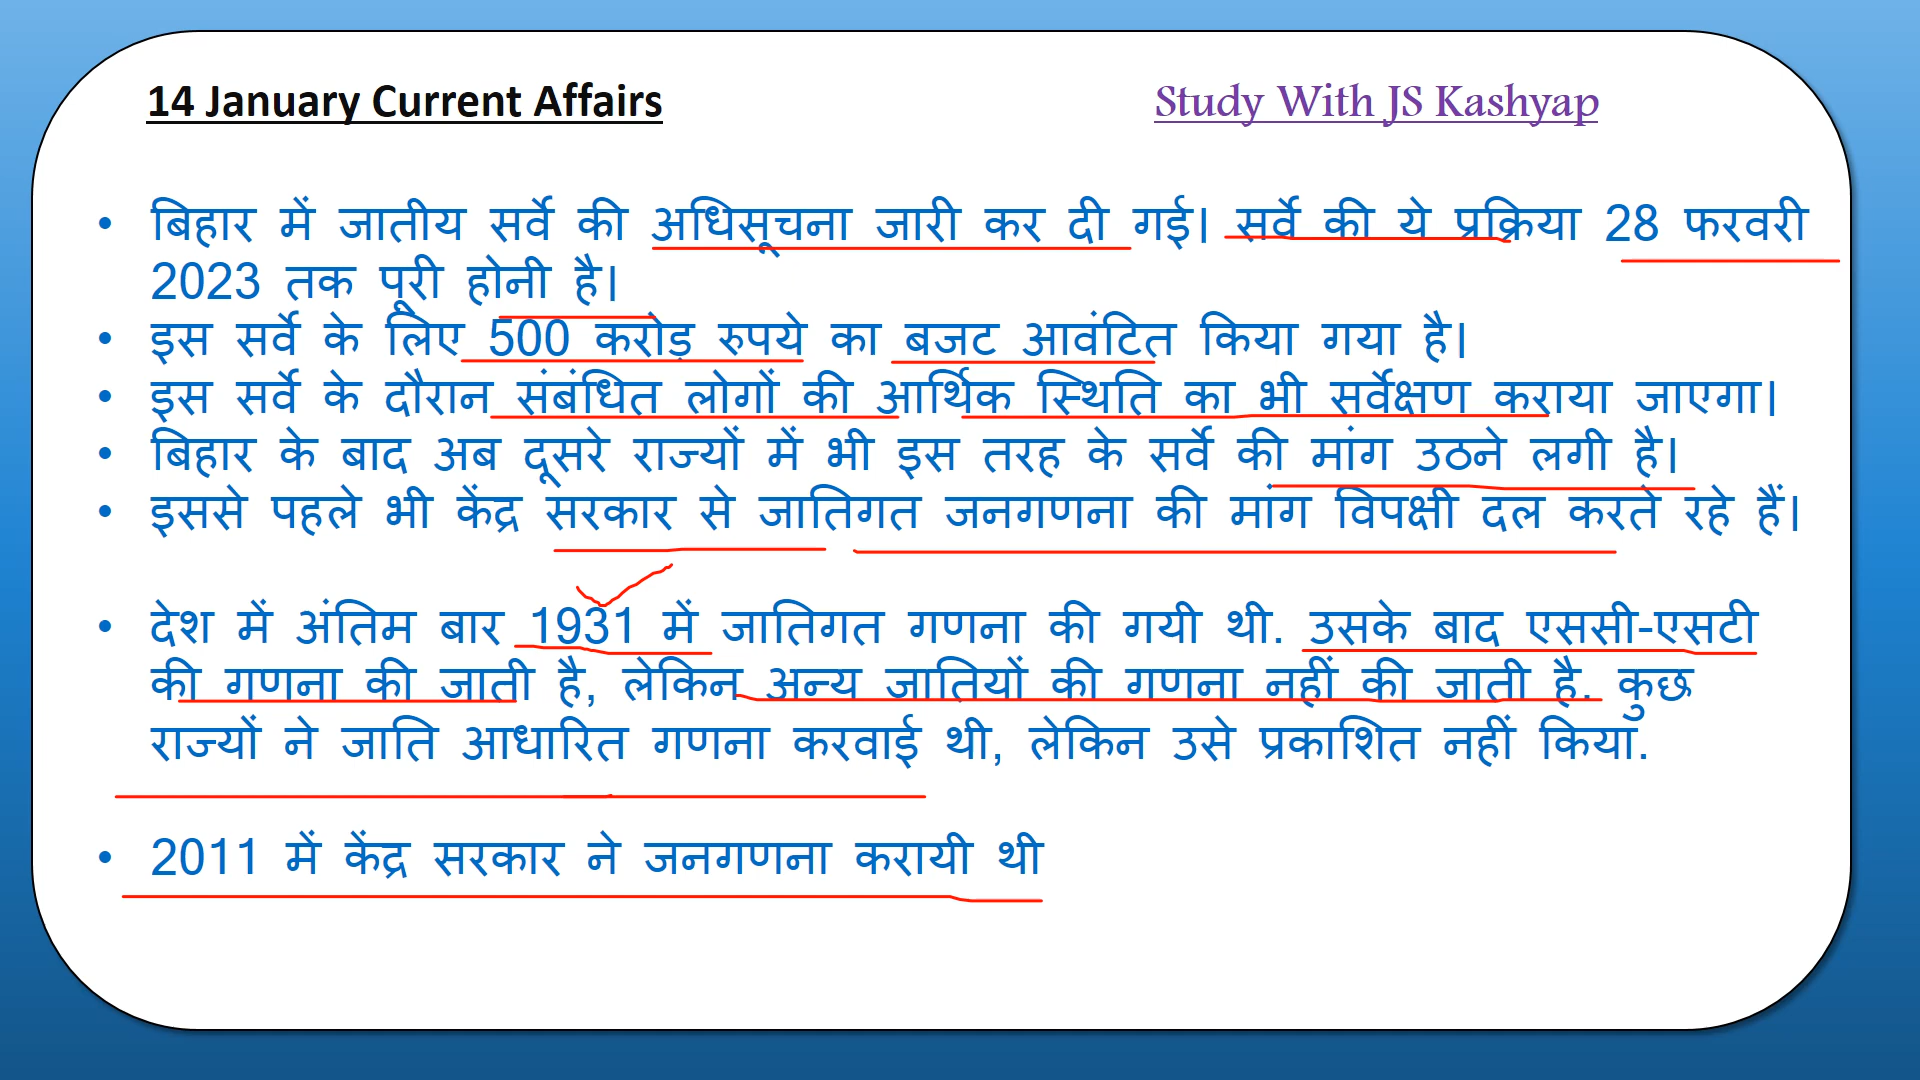 14 January Current Affairs
Study With JS Kashyap
• बिहार में जातीय सर्वे की अधिसूचना जारी कर दी गई। सर्वे की ये प्रक्रिया 28 फरवरी
2023 तक पूरी होनी है।
• इस सर्वे के लिए 500 करोड़ रुपये का बजट आवंटित किया गया है।
• इस सर्वे के दौरान संबंधित लोगों की आर्थिक स्थिति का भी सर्वेक्षण कराया जाएगा।
• बिहार के बाद अब दूसरे राज्यों में भी इस तरह के सर्वे की मांग उठने लगी है।
• इससे पहले भी केंद्र सरकार से जातिगत जनगणना की मांग विपक्षी दल करते रहे हैं।
• देश में अंतिम बार 1931 में जातिगत गणना की गयी थी. उसके बाद एससी-एसटी
की गणना की जाती है, लेकिन अन्य जातियों की गणना नहीं की जाती है. कुछ
राज्यों ने जाति आधारित गणना करवाई थी, लेकिन उसे प्रकाशित नहीं किया.
• 2011 में केंद्र सरकार ने जनगणना करायी थी